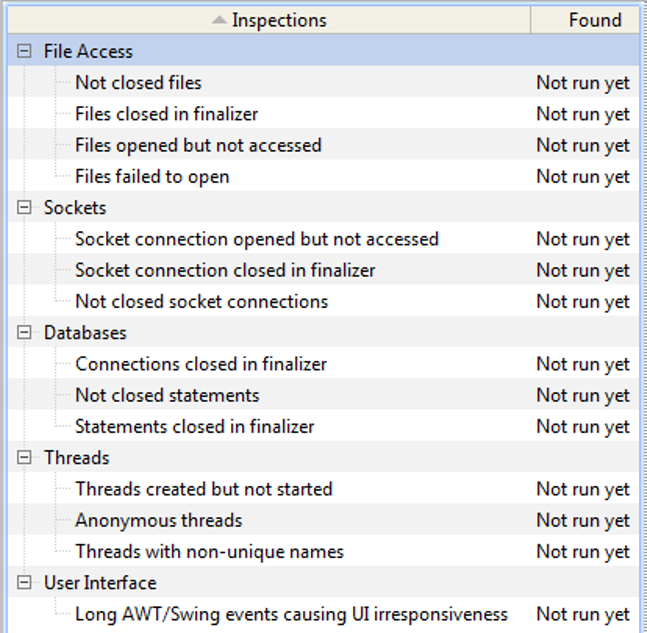 Inspections Found
File Access
Not closed files Not run yet
Files closed in finalizer Not run yet
Files opened but not accessed Not run yet
Files failed to open Not run yet
Sockets
Socket connection opened but not accessed Not run yet
Socket connection closed in finalizer Not run yet
Not closed socket connections Not run yet
Databases
Connections closed in finalizer Not run yet
Not closed statements Not run yet
Statements closed in finalizer Not run yet
Threads
Threads created but not started Not run yet
Anonymous threads Not run yet
Threads with non-unique names Not run yet
User Interface
Long AWT/Swing events causing UI irresponsiveness Not run yet